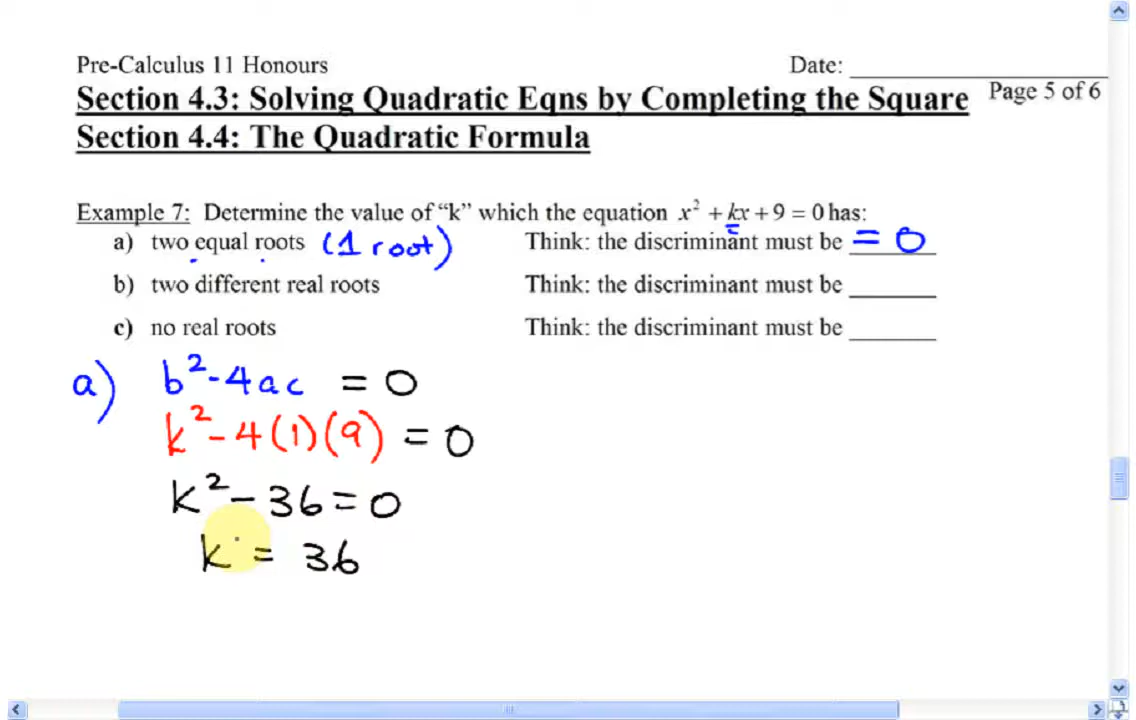 Pre-Calculus 11 Honours Date: ____________
Section 4.3: Solving Quadratic Eqns by Completing the Square Page 5 of 6
Section 4.4: The Quadratic Formula
Example 7: Determine the value of “k” which the equation x² + kx + 9 = 0 has:
a) two equal roots (1 root) Think: the discriminant must be = 0
b) two different real roots Think: the discriminant must be ______
c) no real roots Think: the discriminant must be ______
a) b² - 4ac = 0
k² - 4(1)(9) = 0
k² - 36 = 0
k = 36